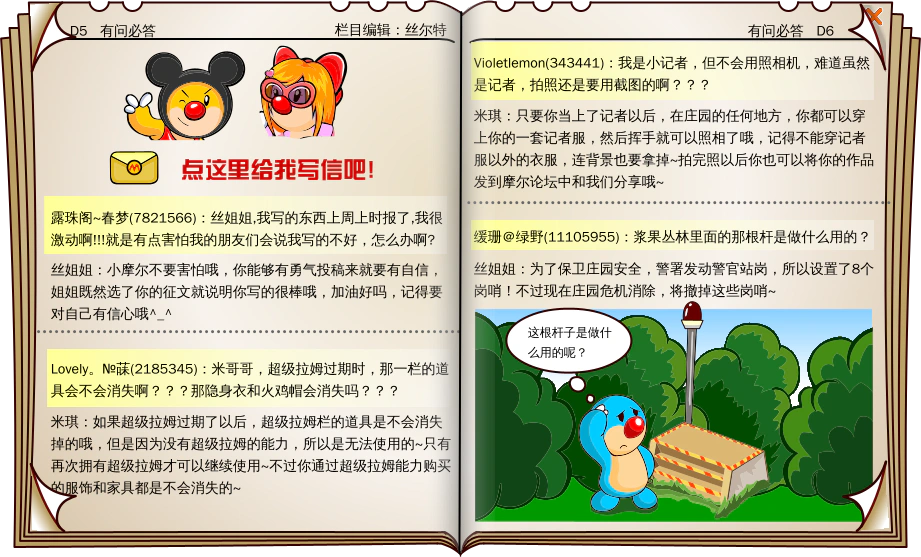 D5 有问必答
栏目编辑：丝尔特
点这里给我写信吧!
露珠阁~春梦(7821566)：丝姐姐,我写的东西上周上时报了,我很
激动啊!!!就是有点害怕我的朋友们会说我写的不好，怎么办啊?
丝姐姐：小摩尔不要害怕哦，你能够有勇气投稿来就要有自信，
姐姐既然选了你的征文就说明你写的很棒哦，加油好吗，记得要
对自己有信心哦^_^
Lovely。№菋(2185345)：米哥哥，超级拉姆过期时，那一栏的道
具会不会消失啊？？？那隐身衣和火鸡帽会消失吗？？？
米琪：如果超级拉姆过期了以后，超级拉姆栏的道具是不会消失
掉的哦，但是因为没有超级拉姆的能力，所以是无法使用的~只有
再次拥有超级拉姆才可以继续使用~不过你通过超级拉姆能力购买
的服饰和家具都是不会消失的~
有问必答 D6
Violetlemon(343441)：我是小记者，但不会用照相机，难道虽然
是记者，拍照还是要用截图的啊？？？
米琪：只要你当上了记者以后，在庄园的任何地方，你都可以穿
上你的一套记者服，然后挥手就可以照相了哦，记得不能穿记者
服以外的衣服，连背景也要拿掉~拍完照以后你也可以将你的作品
发到摩尔论坛中和我们分享哦~
缓珊＠绿野(11105955)：浆果丛林里面的那根杆是做什么用的？
丝姐姐：为了保卫庄园安全，警署发动警官站岗，所以设置了8个
岗哨！不过现在庄园危机消除，将撤掉这些岗哨~
这根杆子是做什
么用的呢？